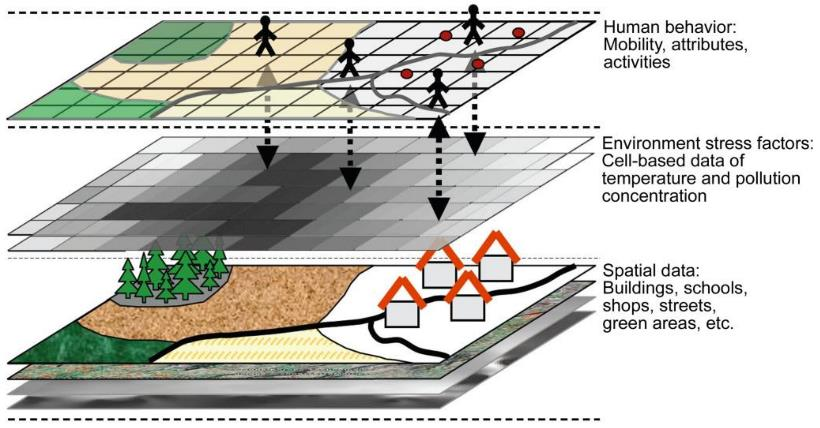 Human behavior:
Mobility, attributes,
activities
Environment stress factors:
Cell-based data of
temperature and pollution
concentration
Spatial data:
Buildings, schools,
shops, streets,
green areas, etc.